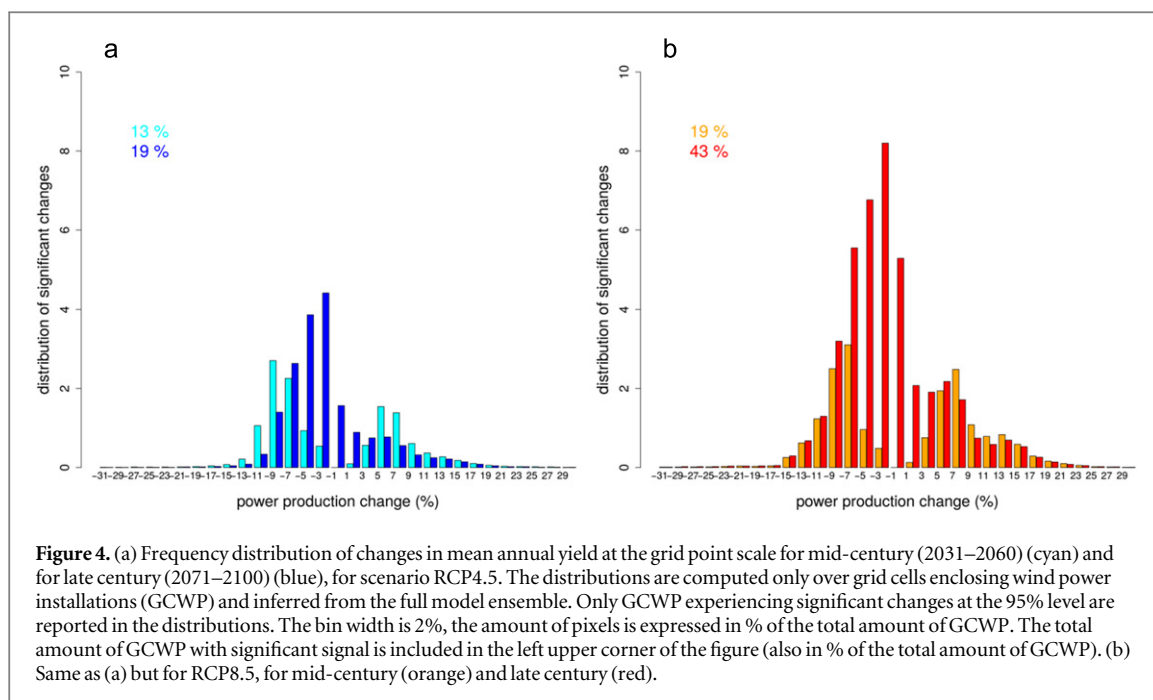 a
b
10
8
6
4
2
0
distribution of significant changes
13 %
19 %
−31−29−27−25−23−21−19−17−15−13−11 −9 −7 −5 −3 −1 1 3 5 7 9 11 13 15 17 19 21 23 25 27 29
power production change (%)
10
8
6
4
2
0
distribution of significant changes
19 %
43 %
−31−29−27−25−23−21−19−17−15−13−11 −9 −7 −5 −3 −1 1 3 5 7 9 11 13 15 17 19 21 23 25 27 29
power production change (%)
Figure 4. (a) Frequency distribution of changes in mean annual yield at the grid point scale for mid-century (2031–2060) (cyan) and
for late century (2071–2100) (blue), for scenario RCP4.5. The distributions are computed only over grid cells enclosing wind power
installations (GCWP) and inferred from the full model ensemble. Only GCWP experiencing significant changes at the 95% level are
reported in the distributions. The bin width is 2%, the amount of pixels is expressed in % of the total amount of GCWP. The total
amount of GCWP with significant signal is included in the left upper corner of the figure (also in % of the total amount of GCWP). (b)
Same as (a) but for RCP8.5, for mid-century (orange) and late century (red).